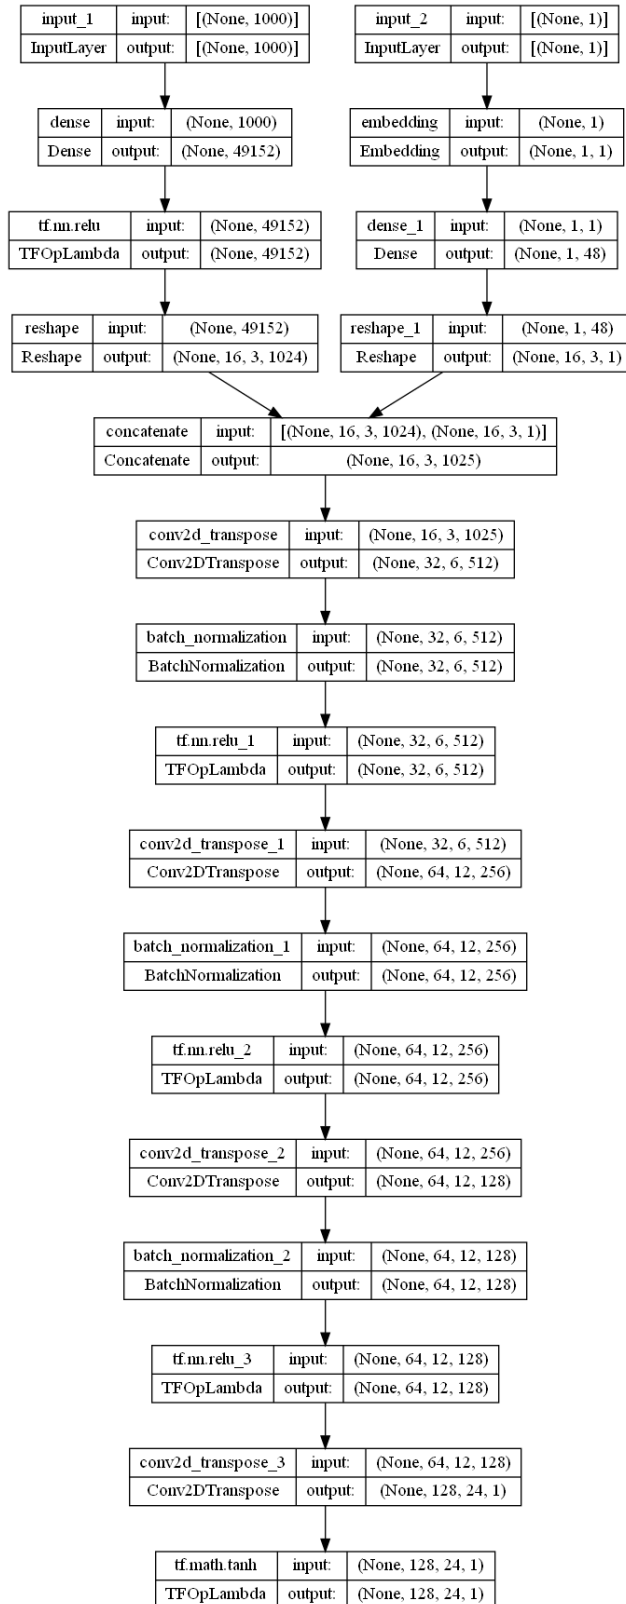 input_1 input: [(None, 1000)]
InputLayer output: [(None, 1000)]
input_2 input: [(None, 1)]
InputLayer output: [(None, 1)]
dense input: (None, 1000)
Dense output: (None, 49152)
embedding input: (None, 1)
Embedding output: (None, 1, 1)
tf.nn.relu input: (None, 49152)
TFOpLambda output: (None, 49152)
dense_1 input: (None, 1, 1)
Dense output: (None, 1, 48)
reshape input: (None, 49152)
Reshape output: (None, 16, 3, 1024)
reshape_1 input: (None, 1, 48)
Reshape output: (None, 16, 3, 1)
concatenate input: [(None, 16, 3, 1024), (None, 16, 3, 1)]
Concatenate output: (None, 16, 3, 1025)
conv2d_transpose input: (None, 16, 3, 1025)
Conv2DTranspose output: (None, 32, 6, 512)
batch_normalization input: (None, 32, 6, 512)
BatchNormalization output: (None, 32, 6, 512)
tf.nn.relu_1 input: (None, 32, 6, 512)
TFOpLambda output: (None, 32, 6, 512)
conv2d_transpose_1 input: (None, 32, 6, 512)
Conv2DTranspose output: (None, 64, 12, 256)
batch_normalization_1 input: (None, 64, 12, 256)
BatchNormalization output: (None, 64, 12, 256)
tf.nn.relu_2 input: (None, 64, 12, 256)
TFOpLambda output: (None, 64, 12, 256)
conv2d_transpose_2 input: (None, 64, 12, 256)
Conv2DTranspose output: (None, 64, 12, 128)
batch_normalization_2 input: (None, 64, 12, 128)
BatchNormalization output: (None, 64, 12, 128)
tf.nn.relu_3 input: (None, 64, 12, 128)
TFOpLambda output: (None, 64, 12, 128)
conv2d_transpose_3 input: (None, 64, 12, 128)
Conv2DTranspose output: (None, 128, 24, 1)
tf.math.tanh input: (None, 128, 24, 1)
TFOpLambda output: (None, 128, 24, 1)